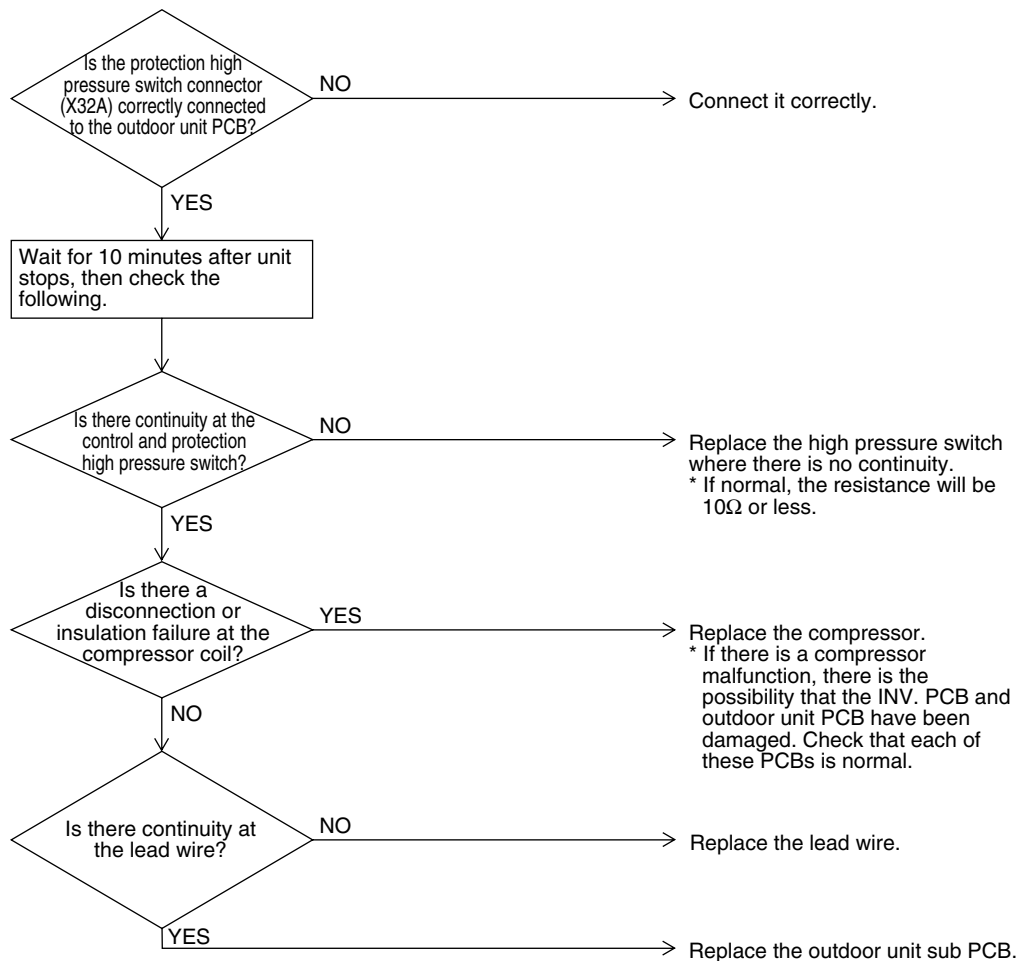 Is the protection high
pressure switch connector
(X32A) correctly connected
to the outdoor unit PCB?
NO
Connect it correctly.
YES
Wait for 10 minutes after unit
stops, then check the
following.
Is there continuity at the
control and protection
high pressure switch?
NO
Replace the high pressure switch
where there is no continuity.
* If normal, the resistance will be
10Ω or less.
YES
Is there a
disconnection or
insulation failure at the
compressor coil?
YES
Replace the compressor.
* If there is a compressor
malfunction, there is the
possibility that the INV. PCB and
outdoor unit PCB have been
damaged. Check that each of
these PCBs is normal.
NO
Is there continuity at
the lead wire?
NO
Replace the lead wire.
YES
Replace the outdoor unit sub PCB.